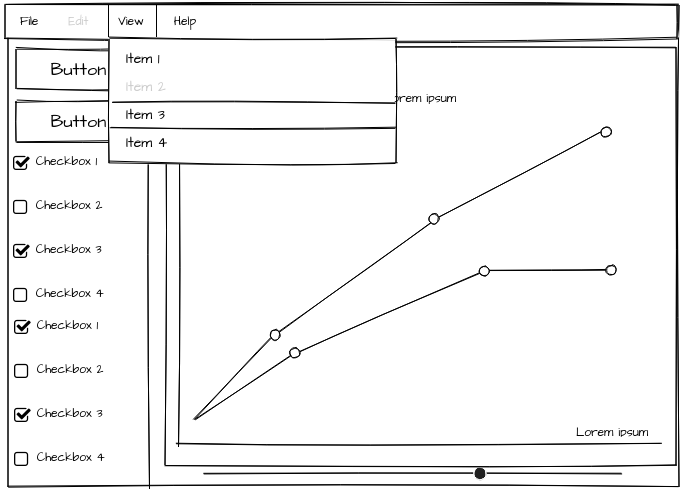 File Edit View Help
Button
Item 1
Item 2
orem ipsum
Item 3
Button
Item 4
Checkbox 1
Checkbox 2
Checkbox 3
Checkbox 4
Checkbox 1
Checkbox 2
Checkbox 3
Lorem ipsum
Checkbox 4